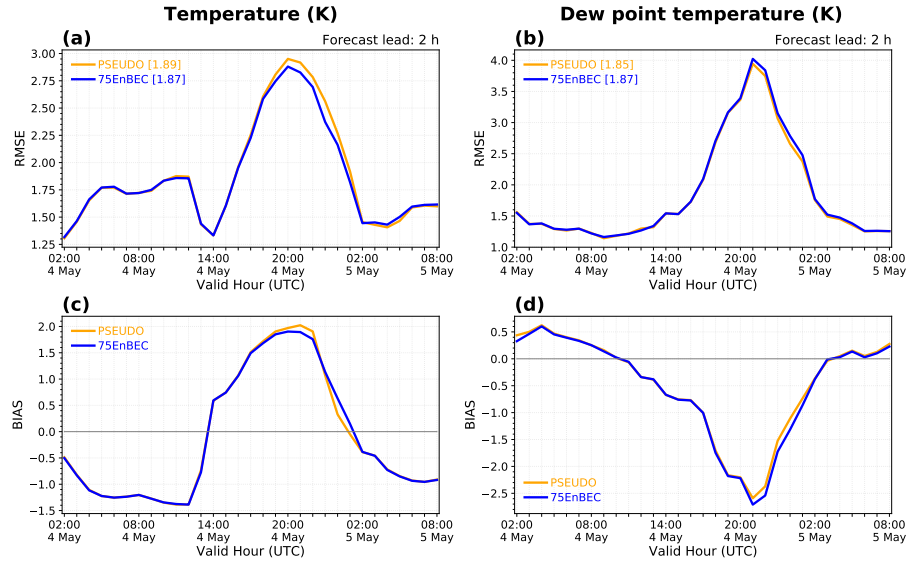 Temperature (K)
Dew point temperature (K)
(a)
Forecast lead: 2 h
RMSE
3.00
2.75
2.50
2.25
2.00
1.75
1.50
1.25
PSEUDO [1.89]
75EnBEC [1.87]
02:00 08:00 14:00 20:00 02:00 08:00
4 May 4 May 4 May 4 May 5 May 5 May
Valid Hour (UTC)
(b)
Forecast lead: 2 h
RMSE
4.0
3.5
3.0
2.5
2.0
1.5
1.0
PSEUDO [1.85]
75EnBEC [1.87]
02:00 08:00 14:00 20:00 02:00 08:00
4 May 4 May 4 May 4 May 5 May 5 May
Valid Hour (UTC)
(c)
BIAS
2.0
1.5
1.0
0.5
0.0
−0.5
−1.0
−1.5
PSEUDO
75EnBEC
02:00 08:00 14:00 20:00 02:00 08:00
4 May 4 May 4 May 4 May 5 May 5 May
Valid Hour (UTC)
(d)
BIAS
0.5
0.0
−0.5
−1.0
−1.5
−2.0
−2.5
PSEUDO
75EnBEC
02:00 08:00 14:00 20:00 02:00 08:00
4 May 4 May 4 May 4 May 5 May 5 May
Valid Hour (UTC)